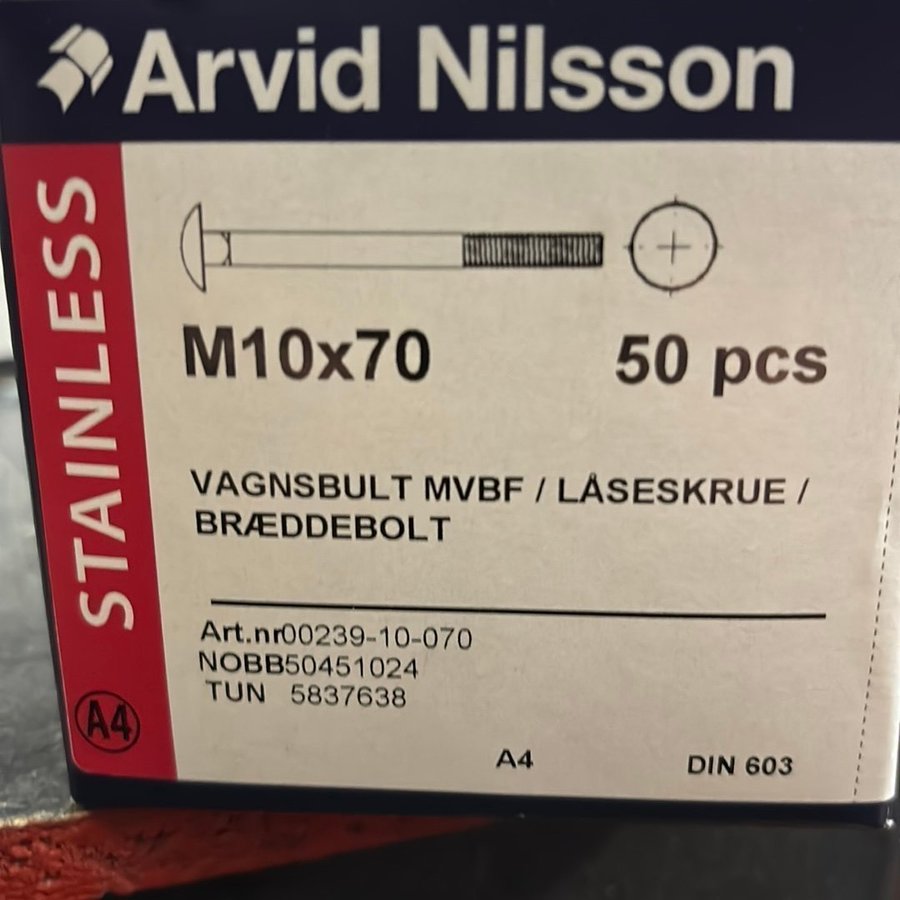 Arvid Nilsson
STAINLESS
M10x70 50 pcs
VAGNSBULT MVBF / LÅSESKRUE /
BRÆDDEBOLT
Art.nr00239-10-070
NOBB50451024
TUN 5837638
A4
A4 DIN 603